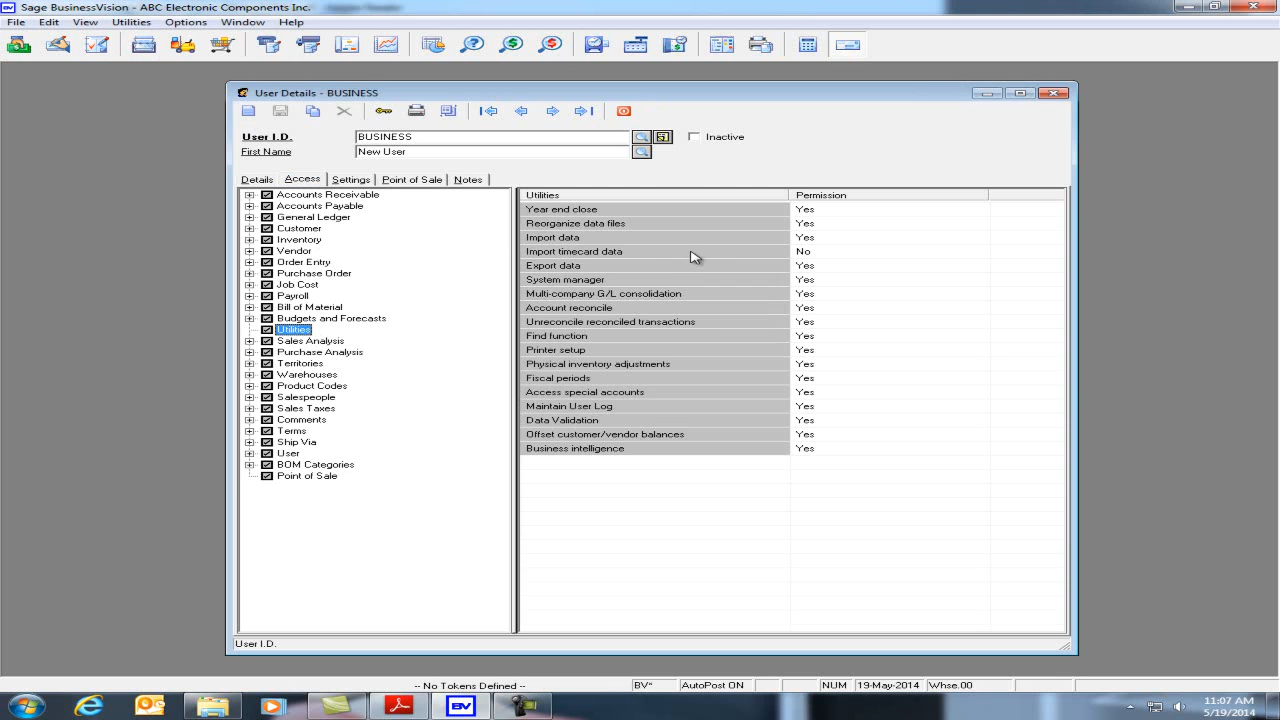 Sage BusinessVision - ABC Electronic Components Inc.
File Edit View Utilities Options Window Help
User Details - BUSINESS
User I.D. BUSINESS Inactive
First Name New User
Details Access Settings Point of Sale Notes
Accounts Receivable
Accounts Payable
General Ledger
Customer
Inventory
Vendor
Order Entry
Purchase Order
Job Cost
Payroll
Bill of Material
Budgets and Forecasts
Utilities
Sales Analysis
Purchase Analysis
Territories
Warehouses
Product Codes
Salespeople
Sales Taxes
Comments
Terms
Ship Via
User
BOM Categories
Point of Sale
Utilities Permission
Year end close Yes
Reorganize data files Yes
Import data Yes
Import timecard data No
Export data Yes
System manager Yes
Multi-company G/L consolidation Yes
Account reconcile Yes
Unreconcile reconciled transactions Yes
Find function Yes
Printer setup Yes
Physical inventory adjustments Yes
Fiscal periods Yes
Access special accounts Yes
Maintain User Log Yes
Data Validation Yes
Offset customer/vendor balances Yes
Business intelligence Yes
User I.D.
-- No Tokens Defined -- BV* AutoPost ON NUM 19-May-2014 Whse.00
BV
11:07 AM
5/19/2014